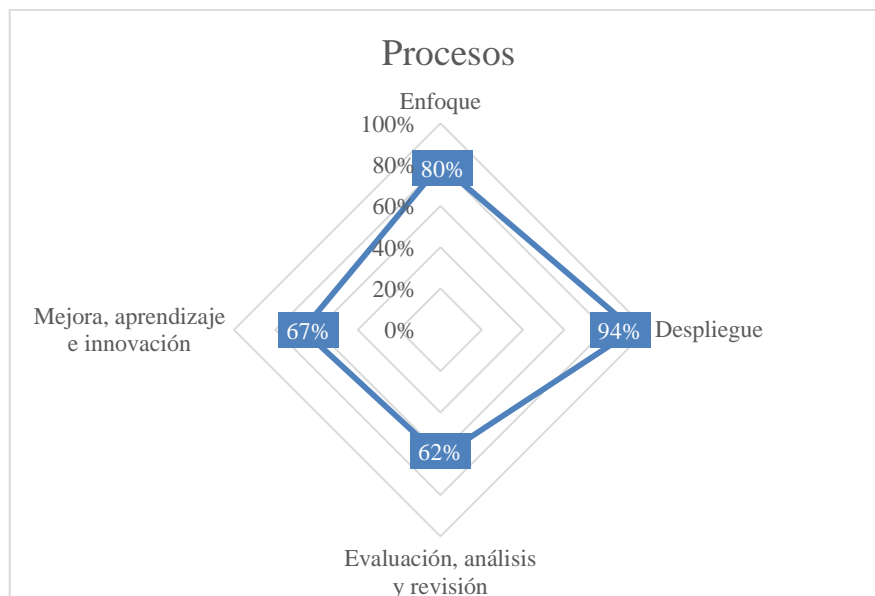 Procesos
Enfoque
100%
80%
80%
60%
40%
20%
0%
67%
94%
62%
Mejora, aprendizaje
e innovación
Despliegue
Evaluación, análisis
y revisión